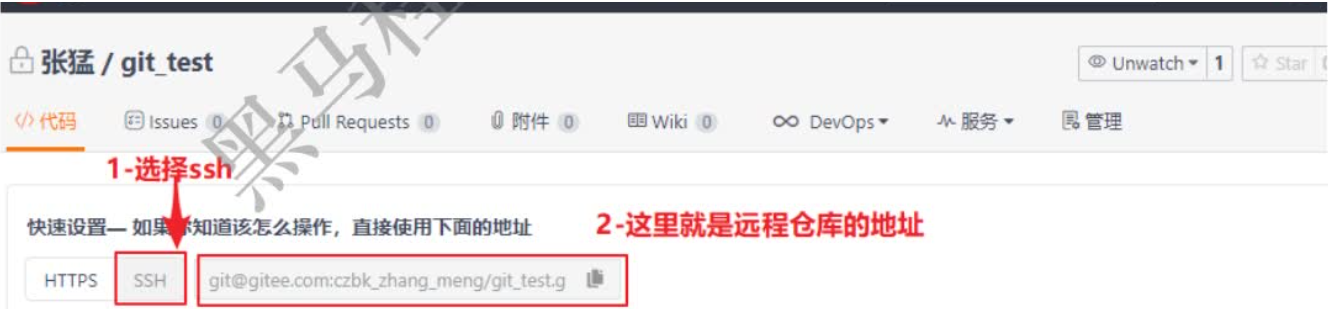 张猛 / git_test
Unwatch 1 Star
代码 Issues 0 Pull Requests 0 附件 0 Wiki 0 DevOps 服务 管理
1-选择ssh
快速设置— 如果你知道该怎么操作，直接使用下面的地址
2-这里就是远程仓库的地址
HTTPS SSH git@gitee.com:czbk_zhang_meng/git_test.g
黑马程